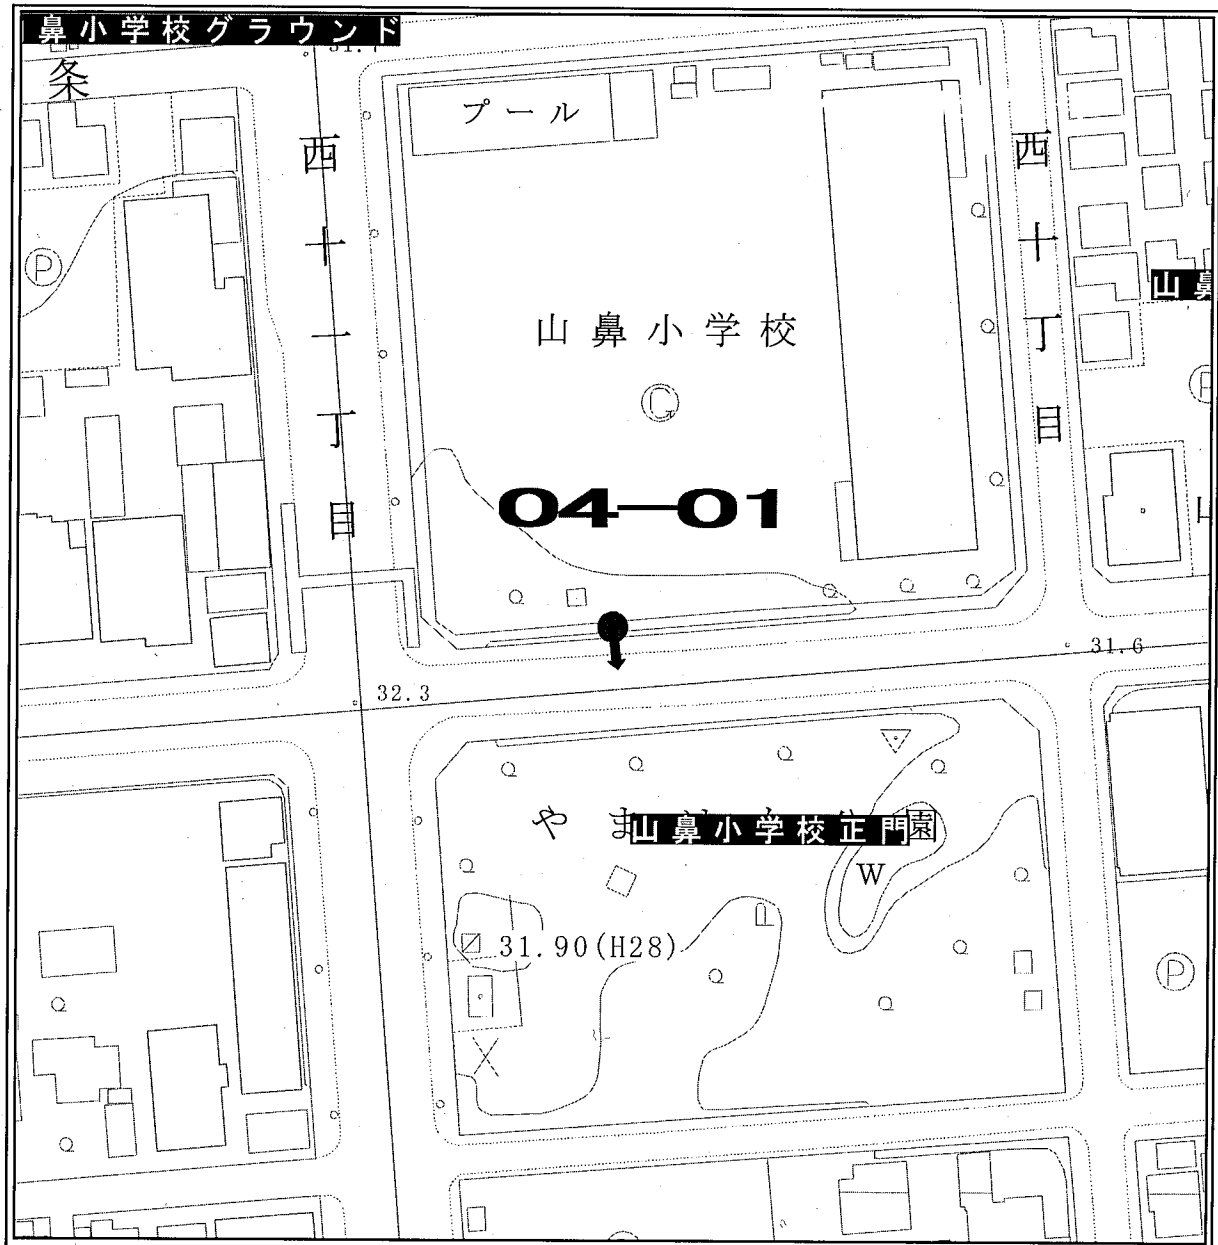 鼻小学校グラウンド
31.7
条
プール
西十一丁目
西十丁目
P
山鼻
山鼻小学校
G
P
04-01
31.6
32.3
山鼻小学校正門
や
園
W
31.90(H28)
P